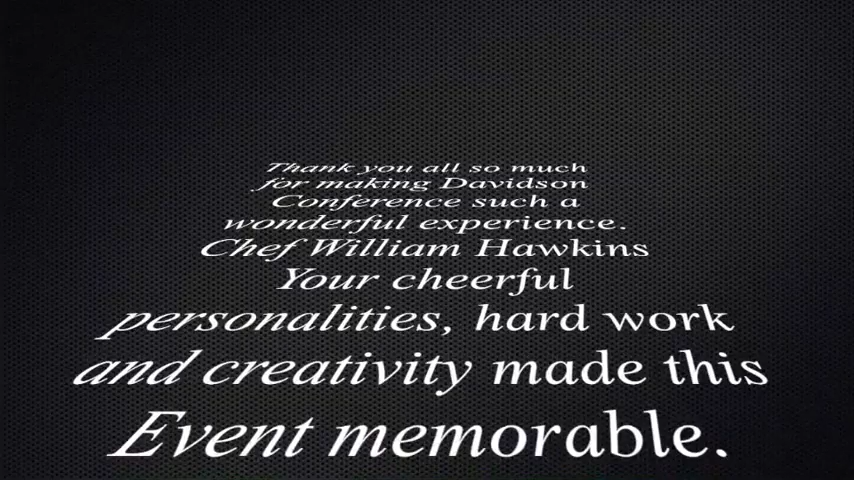 Thank you all so much
for making Davidson
Conference such a
wonderful experience.
Chef William Hawkins
Your cheerful
personalities, hard work
and creativity made this
Event memorable.